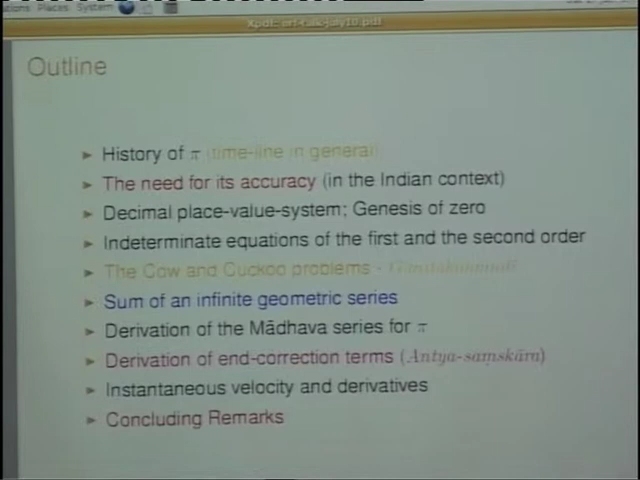 Places System
Xpdf: crf-talk-july10.pdf
Outline
► History of π (time-line in general)
► The need for its accuracy (in the Indian context)
► Decimal place-value-system; Genesis of zero
► Indeterminate equations of the first and the second order
► The Cow and Cuckoo problems -
► Sum of an infinite geometric series
► Derivation of the Mādhava series for π
► Derivation of end-correction terms (Antya-saṃskāra)
► Instantaneous velocity and derivatives
► Concluding Remarks